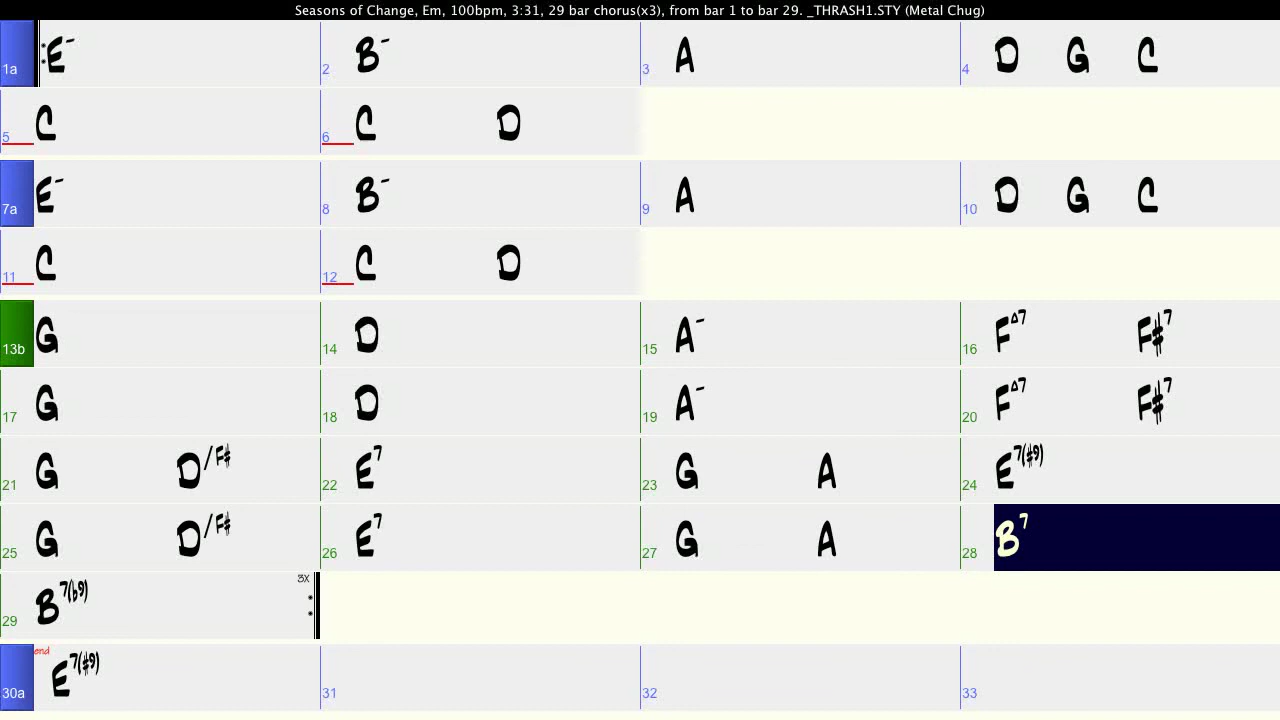 Seasons of Change, Em, 100bpm, 3:31, 29 bar chorus(x3), from bar 1 to bar 29. _THRASH1.STY (Metal Chug)
1a E- 2 B- 3 A 4 D G C
5 C 6 C D
7a E- 8 B- 9 A 10 D G C
11 C 12 C D
13b G 14 D 15 A- 16 F△7 F#7
17 G 18 D 19 A- 20 F△7 F#7
21 G D/F# 22 E7 23 G A 24 E7(#9)
25 G D/F# 26 E7 27 G A 28 B7
29 B7(b9) 3X
30a end E7(#9) 31 32 33